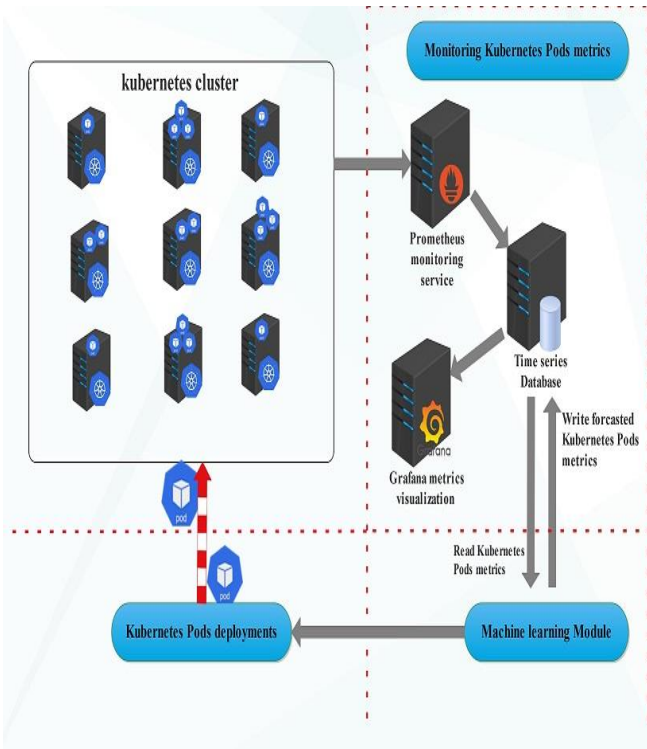 Monitoring Kubernetes Pods metrics
kubernetes cluster
Prometheus
monitoring
service
Time series
Database
Grafana
Grafana metrics
visualization
Write forcasted
Kubernetes Pods
metrics
pod
Read Kubernetes
Pods metrics
pod
Kubernetes Pods deployments
Machine learning Module